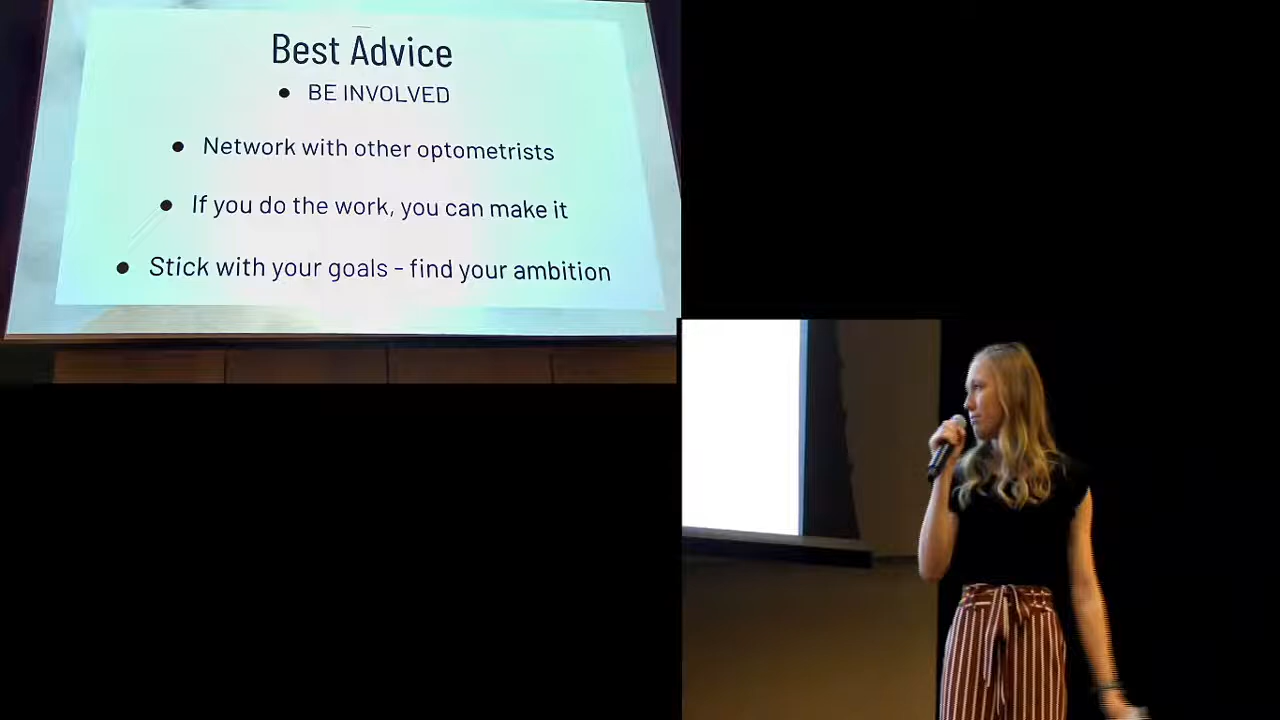 Best Advice
● BE INVOLVED
● Network with other optometrists
● If you do the work, you can make it
● Stick with your goals - find your ambition